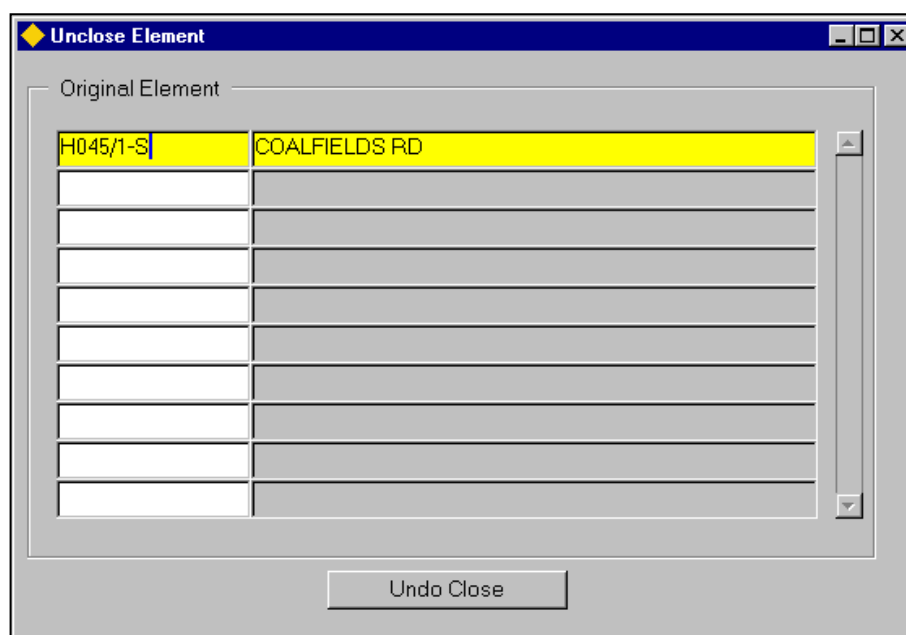 Unclose Element
Original Element
H045/1-S COALFIELDS RD
Undo Close